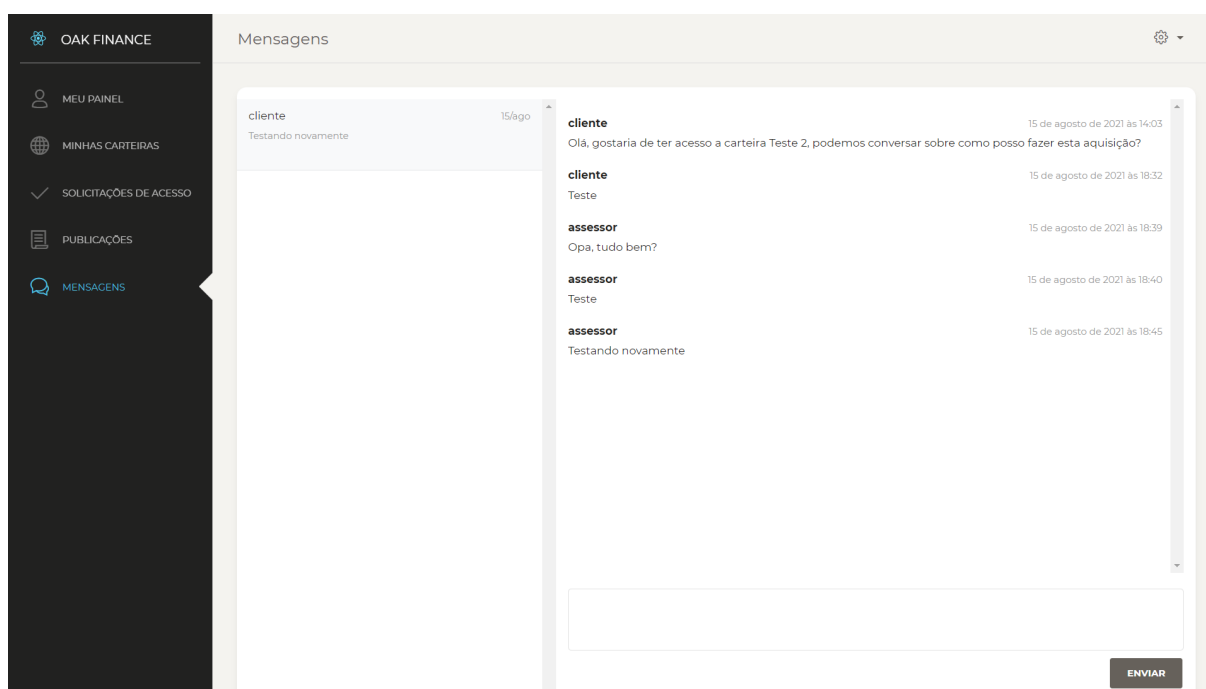 OAK FINANCE
MEU PAINEL
MINHAS CARTEIRAS
SOLICITAÇÕES DE ACESSO
PUBLICAÇÕES
MENSAGENS
Mensagens
cliente 15/ago
Testando novamente
cliente 15 de agosto de 2021 às 14:03
Olá, gostaria de ter acesso a carteira Teste 2, podemos conversar sobre como posso fazer esta aquisição?
cliente 15 de agosto de 2021 às 18:32
Teste
assessor 15 de agosto de 2021 às 18:39
Opa, tudo bem?
assessor 15 de agosto de 2021 às 18:40
Teste
assessor 15 de agosto de 2021 às 18:45
Testando novamente
ENVIAR